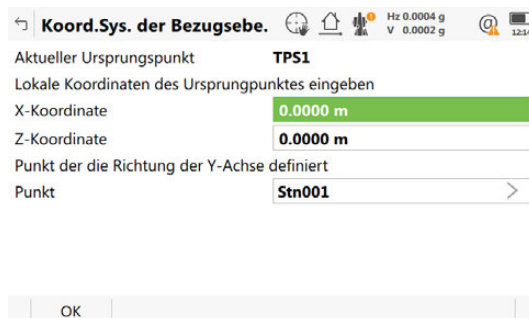 Koord.Sys. der Bezugsebe.
Hz 0.0004 g
V 0.0002 g
Aktueller Ursprungspunkt TPS1
Lokale Koordinaten des Ursprungpunktes eingeben
X-Koordinate 0.0000 m
Z-Koordinate 0.0000 m
Punkt der die Richtung der Y-Achse definiert
Punkt Stn001
OK